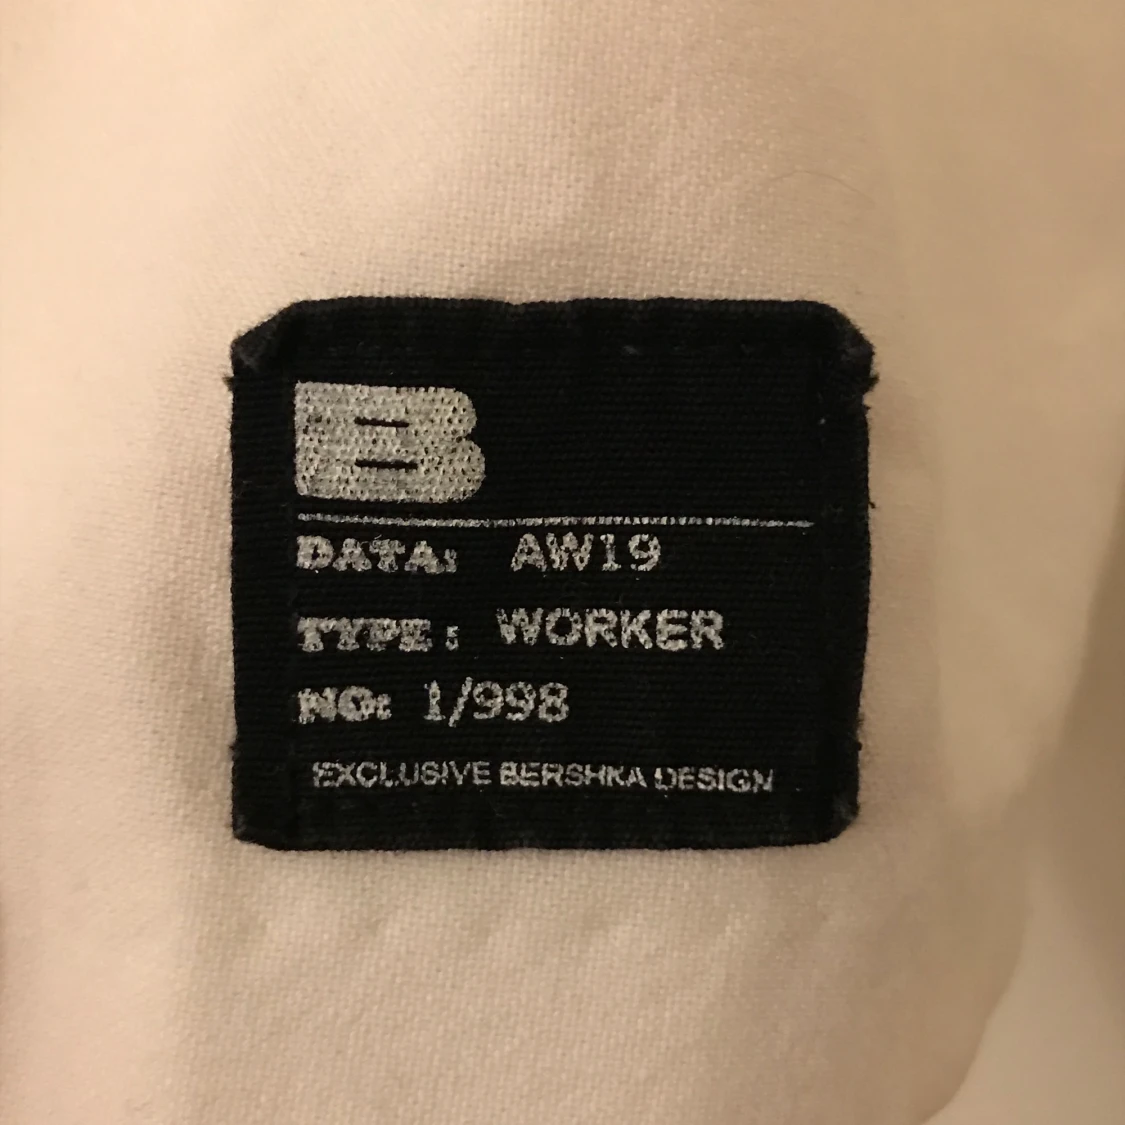 B
DATA: AW19
TYPE: WORKER
NO: 1/998
EXCLUSIVE BERSHKA DESIGN